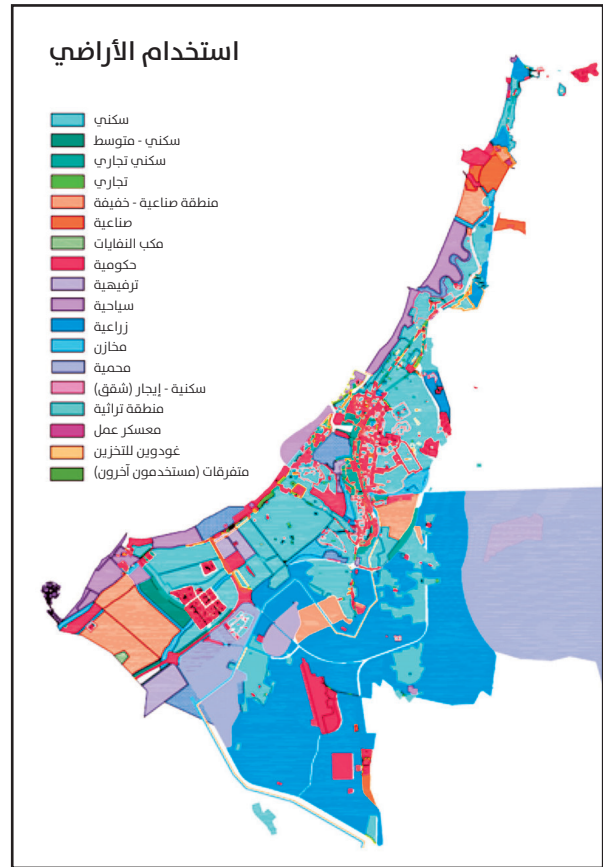 استخدام الأراضي
سكني
سكني - متوسط
سكني تجاري
تجاري
منطقة صناعية - خفيفة
صناعية
مكب النفايات
حكومية
ترفيهية
سياحية
زراعية
مخازن
محمية
سكنية - إيجار (شقق)
منطقة تراثية
معسكر عمل
غودوين للتخزين
متفرقات (مستخدمون آخرون)